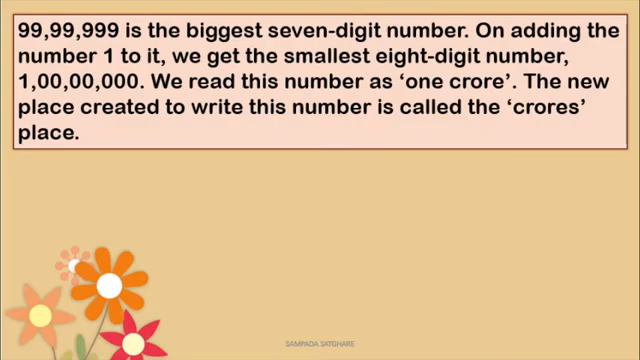 99,99,999 is the biggest seven-digit number. On adding the
number 1 to it, we get the smallest eight-digit number,
1,00,00,000. We read this number as ‘one crore’. The new
place created to write this number is called the ‘crores’
place.
SAMPADA SATGHARE